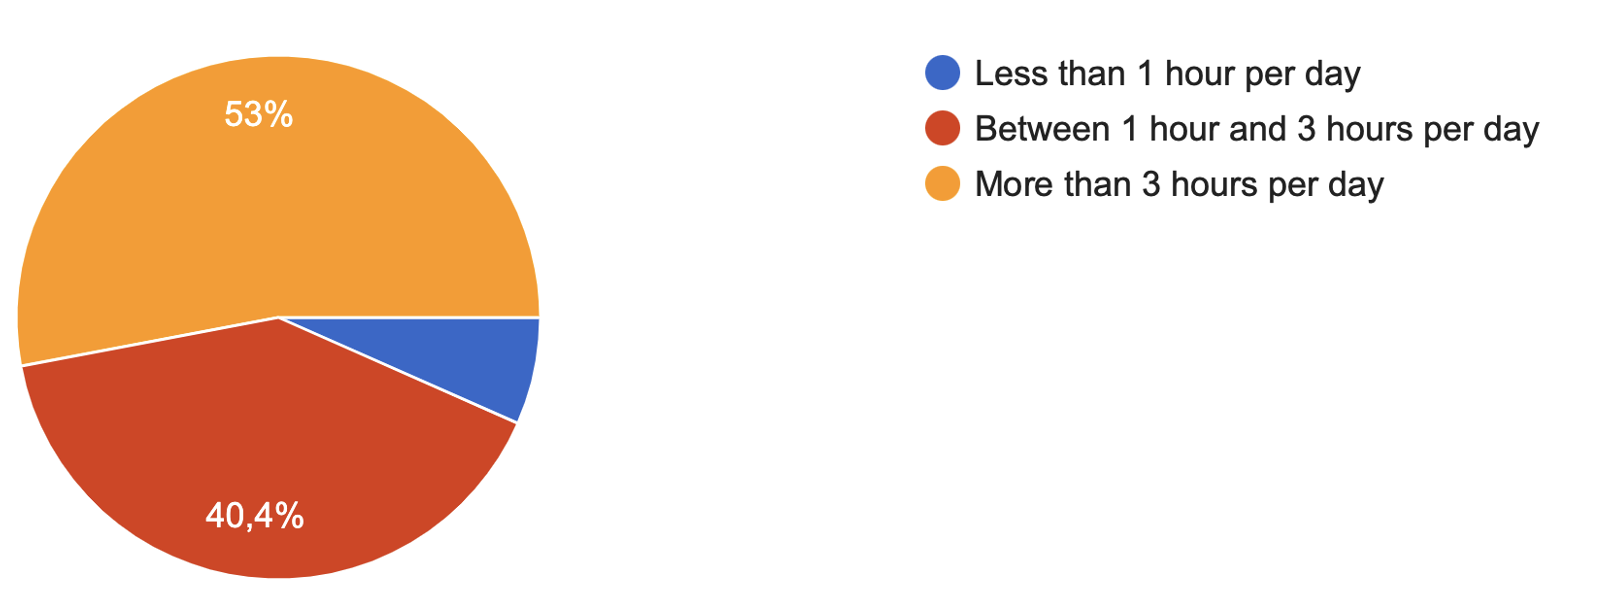 53%
40,4%
Less than 1 hour per day
Between 1 hour and 3 hours per day
More than 3 hours per day